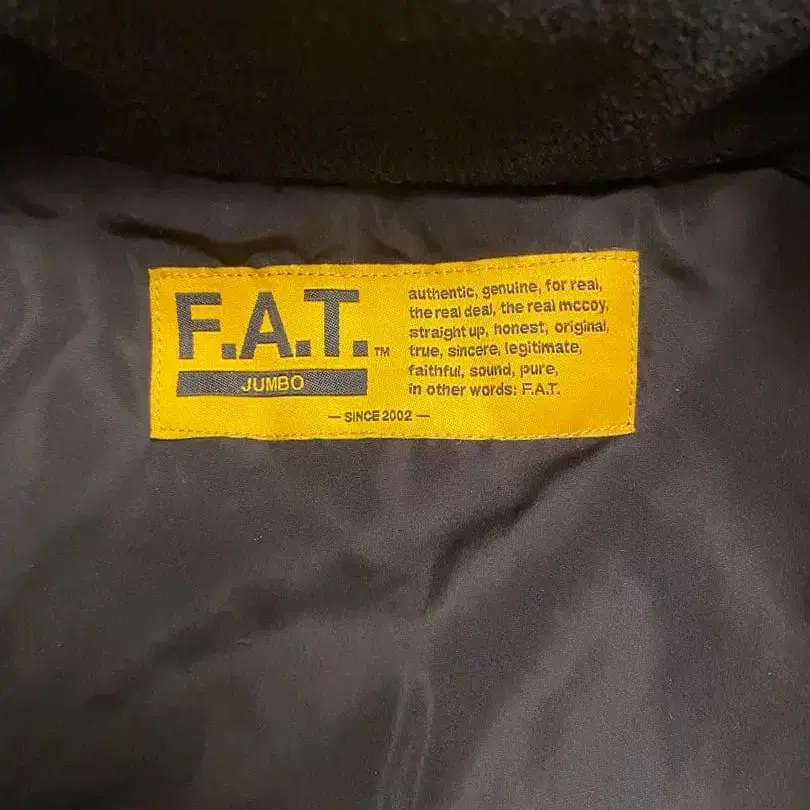 F.A.T.™
JUMBO
authentic, genuine, for real,
the real deal, the real mccoy,
straight up, honest, original,
true, sincere, legitimate,
faithful, sound, pure,
in other words: F.A.T.
— SINCE 2002 —